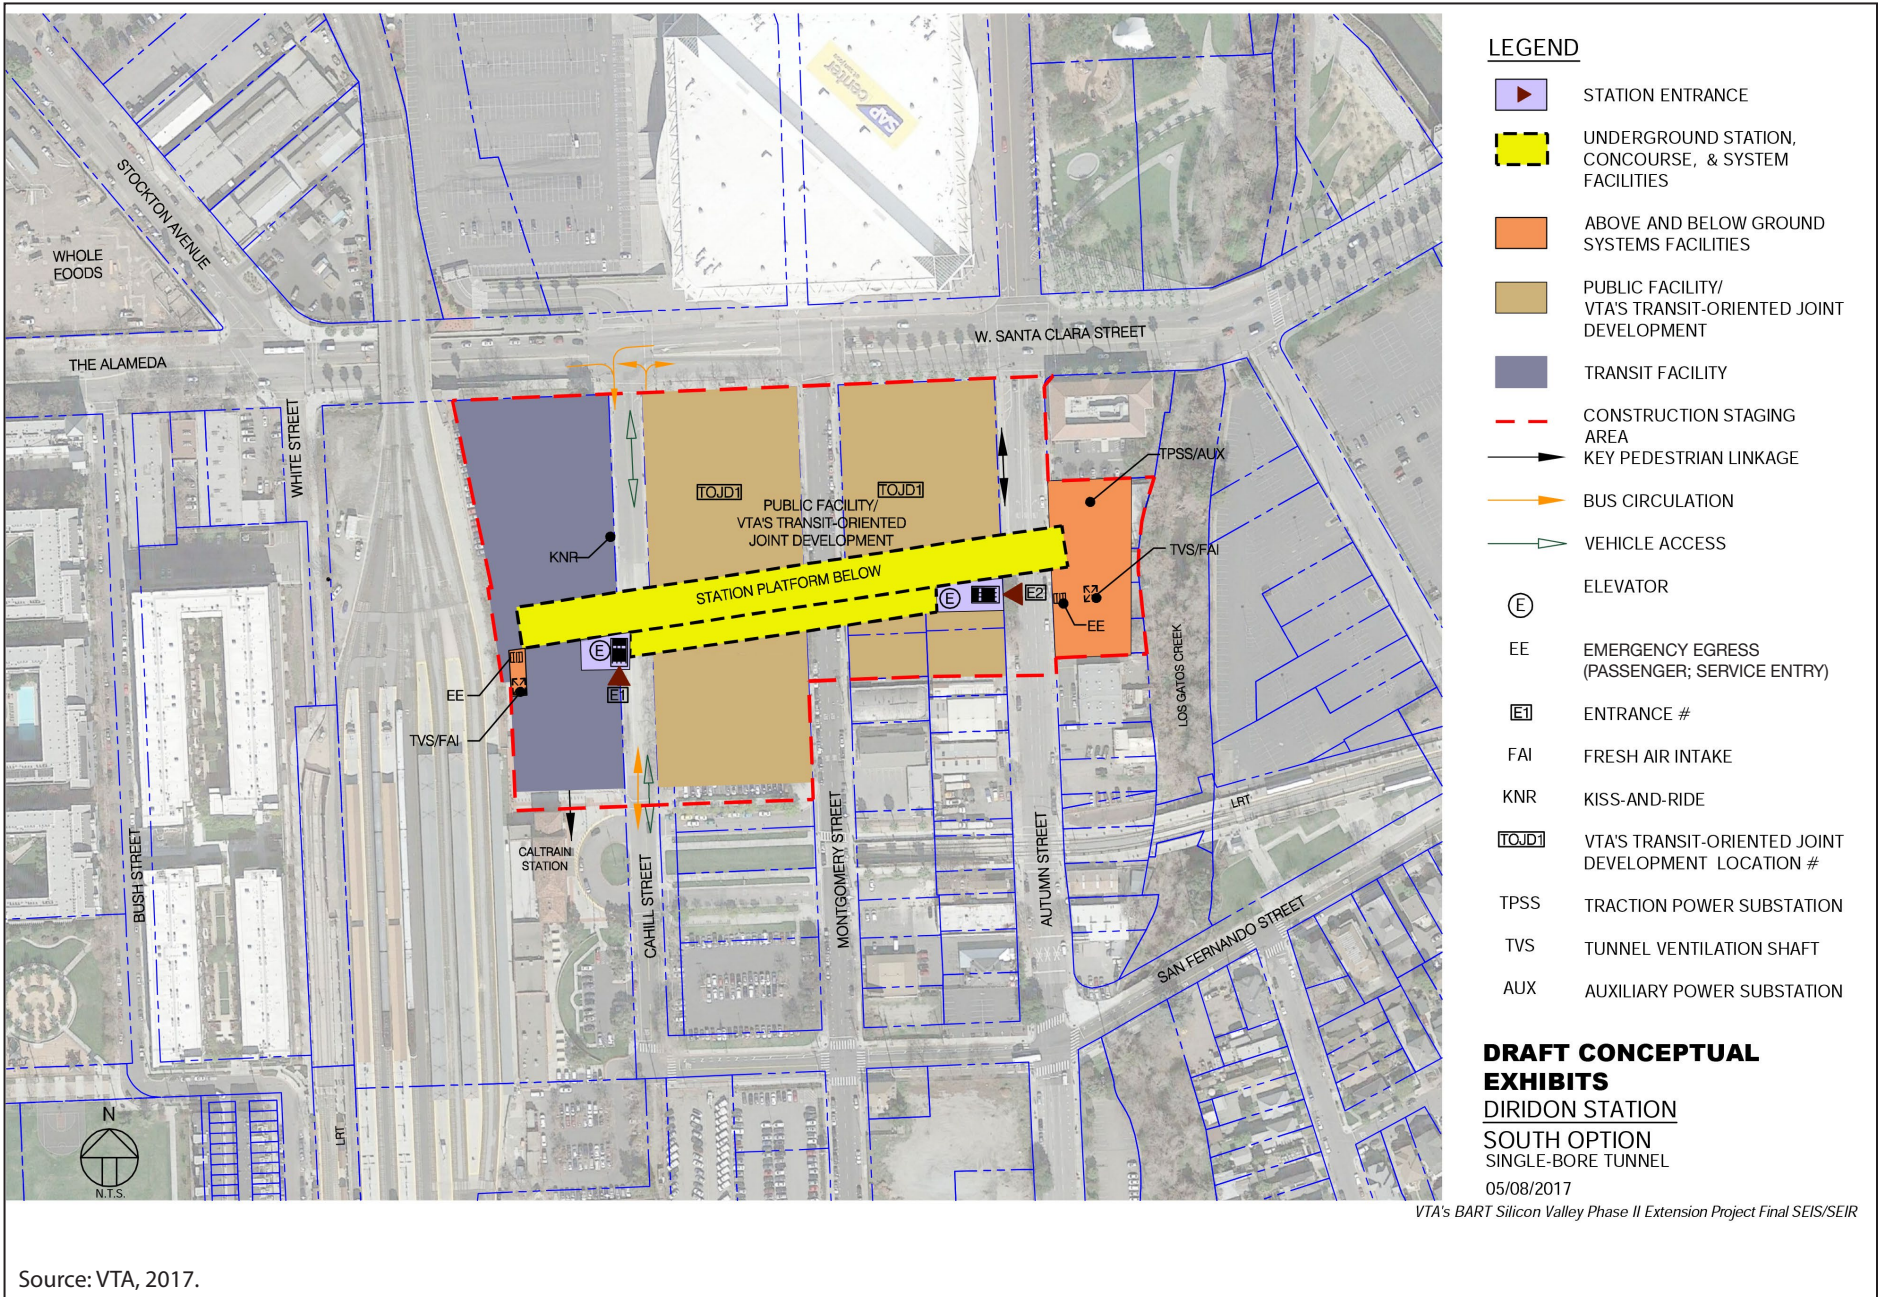 SAP
center
STOCKTON AVENUE
WHOLE
FOODS
THE ALAMEDA
W. SANTA CLARA STREET
WHITE STREET
TPSS/AUX
TOJD1
TOJD1
PUBLIC FACILITY/
VTA'S TRANSIT-ORIENTED
JOINT DEVELOPMENT
KNR
TVS/FAI
STATION PLATFORM BELOW
E
E2
EE
E
E1
EE
TVS/FAI
LOS GATOS CREEK
LRT
CALTRAIN
STATION
BUSH STREET
CAHILL STREET
MONTGOMERY STREET
AUTUMN STREET
SAN FERNANDO STREET
LRT
N
N.T.S.
LEGEND
STATION ENTRANCE
UNDERGROUND STATION,
CONCOURSE, & SYSTEM
FACILITIES
ABOVE AND BELOW GROUND
SYSTEMS FACILITIES
PUBLIC FACILITY/
VTA'S TRANSIT-ORIENTED JOINT
DEVELOPMENT
TRANSIT FACILITY
CONSTRUCTION STAGING
AREA
KEY PEDESTRIAN LINKAGE
BUS CIRCULATION
VEHICLE ACCESS
E ELEVATOR
EE EMERGENCY EGRESS
(PASSENGER; SERVICE ENTRY)
E1 ENTRANCE #
FAI FRESH AIR INTAKE
KNR KISS-AND-RIDE
TOJD1 VTA'S TRANSIT-ORIENTED JOINT
DEVELOPMENT LOCATION #
TPSS TRACTION POWER SUBSTATION
TVS TUNNEL VENTILATION SHAFT
AUX AUXILIARY POWER SUBSTATION
DRAFT CONCEPTUAL
EXHIBITS
DIRIDON STATION
SOUTH OPTION
SINGLE-BORE TUNNEL
05/08/2017
VTA's BART Silicon Valley Phase II Extension Project Final SEIS/SEIR
Source: VTA, 2017.